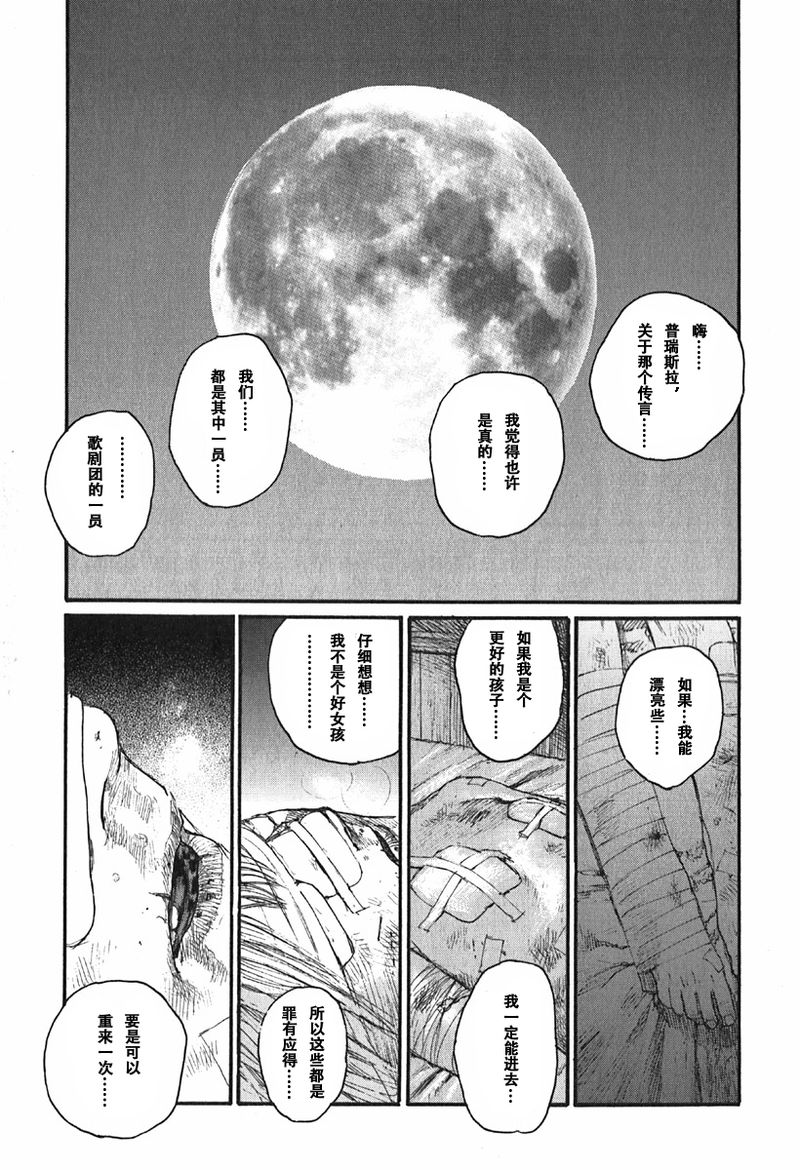 嗨……
普瑞斯拉,
关于那个传言……
我觉得也许
是真的……
我们……
都是其中一员……
………
歌剧团的一员
如果…我能
漂亮些……
如果我是个
更好的孩子……
我一定能进去…
仔细想想……
我不是个好女孩
…………
所以这些都是
罪有应得……
要是可以
重来一次…